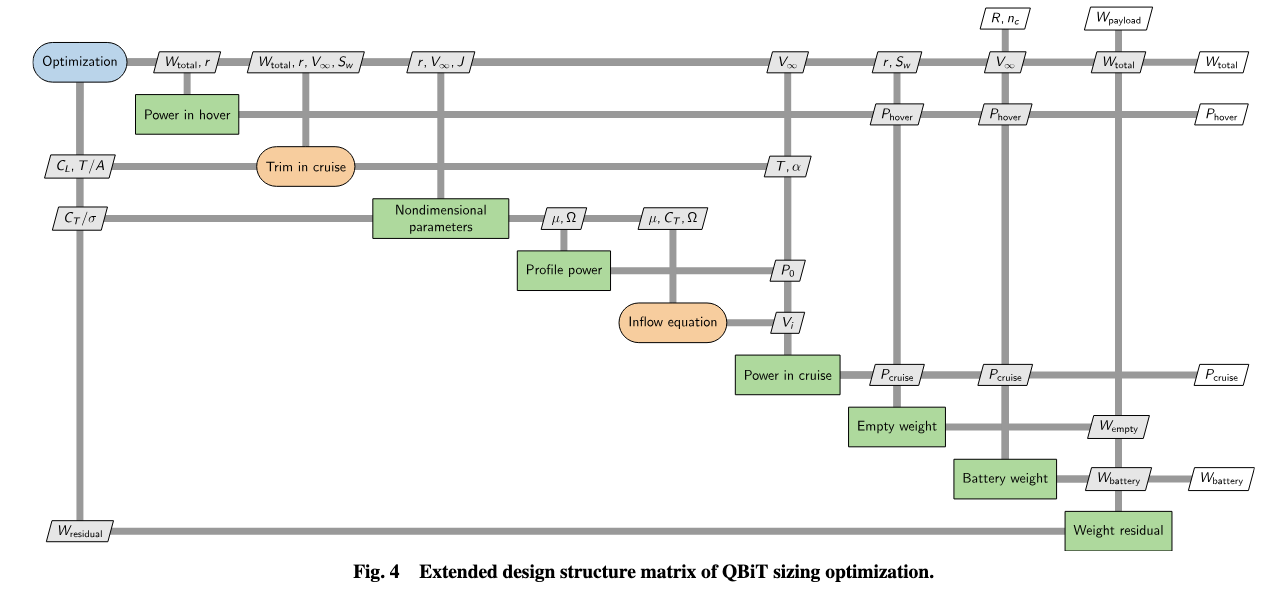 R, n_c
W_payload
Optimization
W_total, r
W_total, r, V_∞, S_w
r, V_∞, J
V_∞
r, S_w
V_∞
W_total
W_total
Power in hover
P_hover
P_hover
P_hover
C_L, T/A
Trim in cruise
T, α
C_T/σ
Nondimensional
parameters
μ, Ω
μ, C_T, Ω
Profile power
P_0
Inflow equation
V_i
Power in cruise
P_cruise
P_cruise
P_cruise
Empty weight
W_empty
Battery weight
W_battery
W_battery
W_residual
Weight residual
Fig. 4 Extended design structure matrix of QBiT sizing optimization.